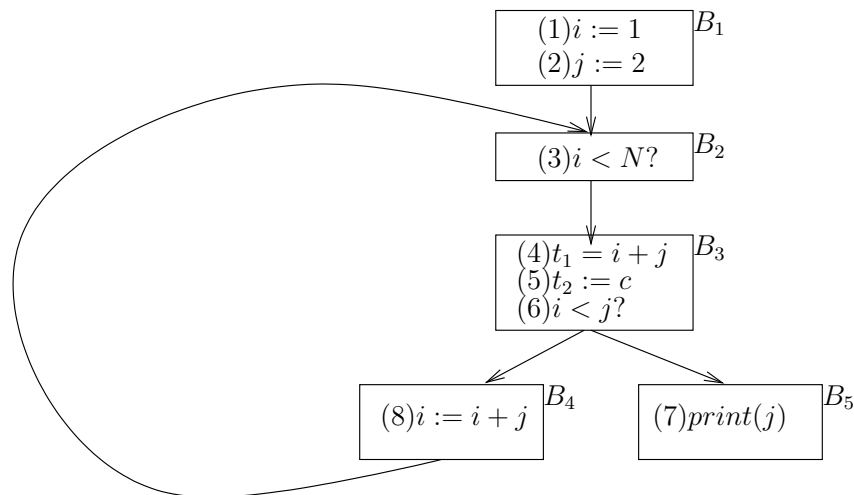 (1)i := 1
(2)j := 2
B₁
(3)i < N?
B₂
(4)t₁ = i + j
(5)t₂ := c
(6)i < j?
B₃
(8)i := i + j
B₄
(7)print(j)
B₅